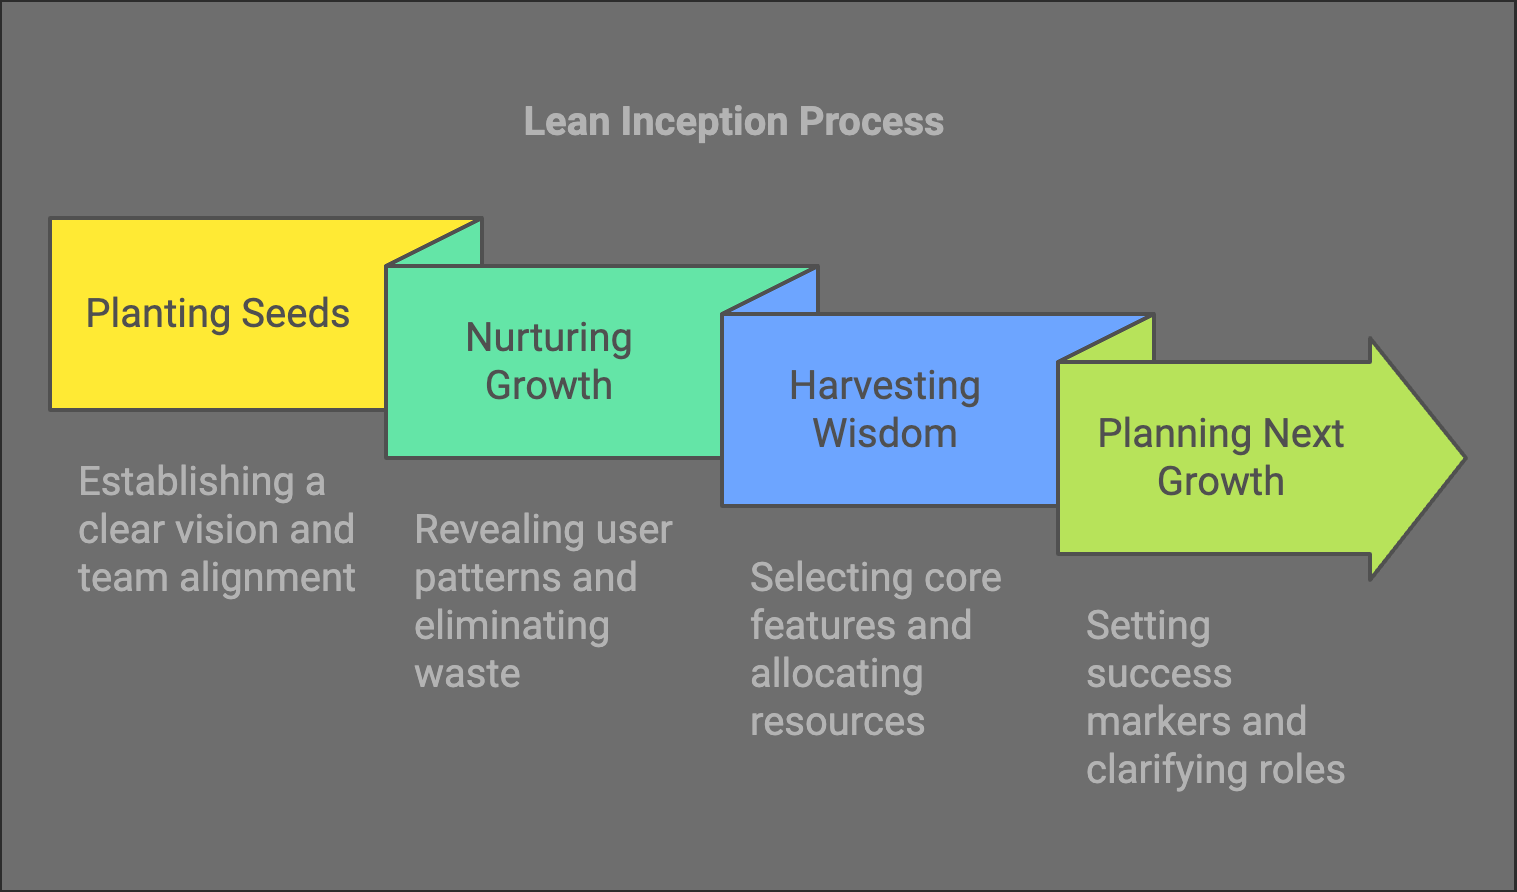 Lean Inception Process
Planting Seeds
Establishing a
clear vision and
team alignment
Nurturing
Growth
Revealing user
patterns and
eliminating
waste
Harvesting
Wisdom
Selecting core
features and
allocating
resources
Planning Next
Growth
Setting
success
markers and
clarifying roles